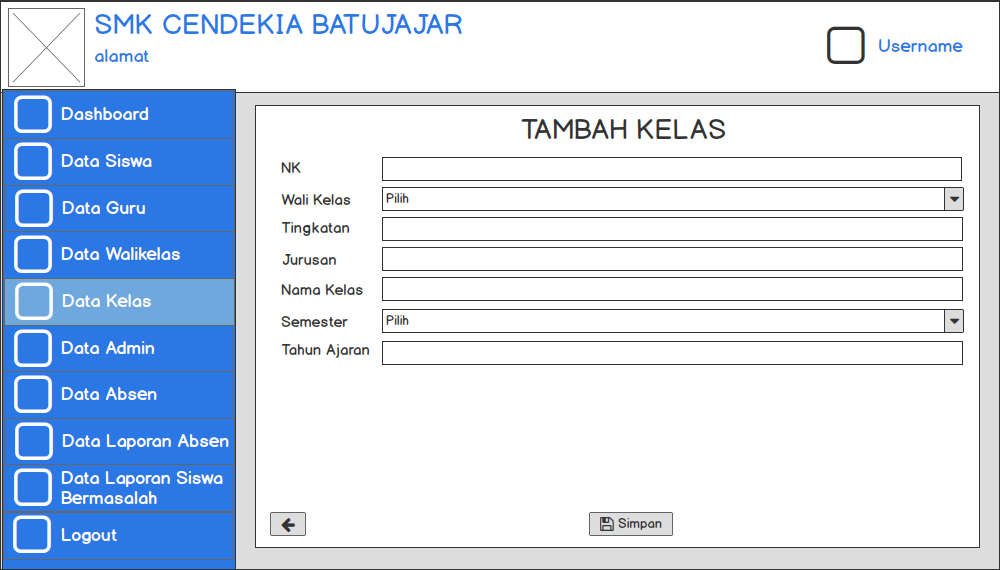 SMK CENDEKIA BATUJAJAR
alamat
Username
Dashboard
Data Siswa
Data Guru
Data Walikelas
Data Kelas
Data Admin
Data Absen
Data Laporan Absen
Data Laporan Siswa
Bermasalah
Logout
TAMBAH KELAS
NK
Wali Kelas Pilih
Tingkatan
Jurusan
Nama Kelas
Semester Pilih
Tahun Ajaran
Simpan